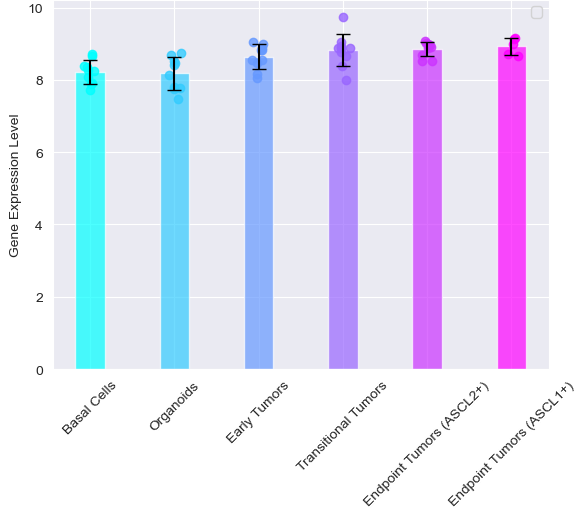 10
8
6
4
2
0
Gene Expression Level
Basal Cells
Organoids
Early Tumors
Transitional Tumors
Endpoint Tumors (ASCL2+)
Endpoint Tumors (ASCL1+)